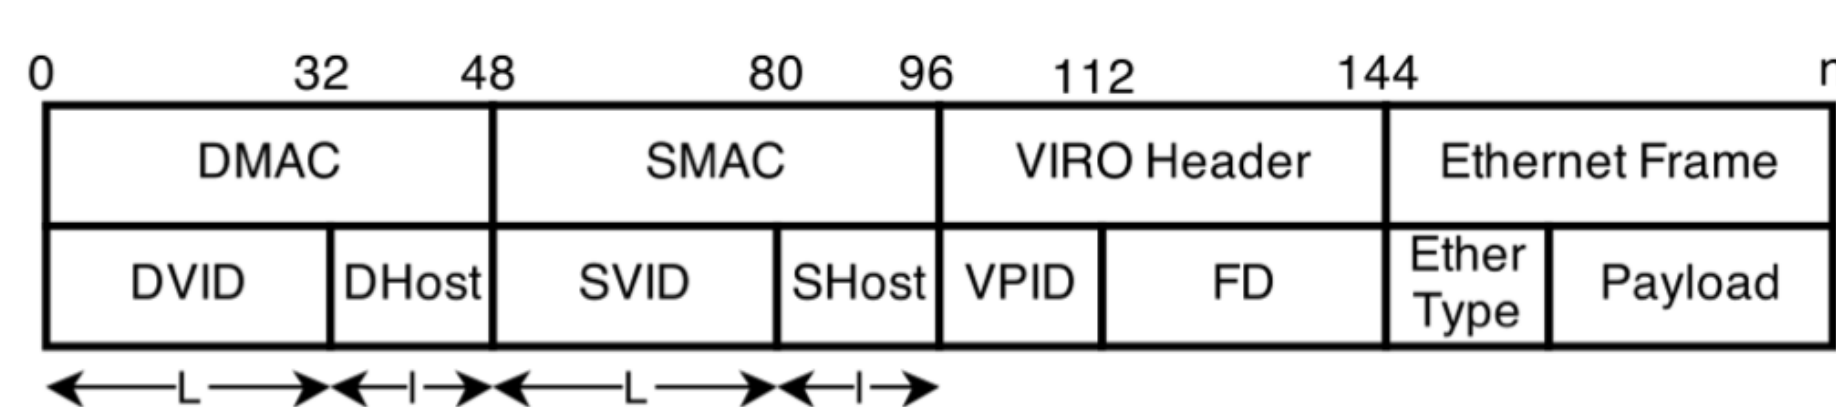 0 32 48 80 96 112 144 n
DMAC SMAC VIRO Header Ethernet Frame
DVID DHost SVID SHost VPID FD Ether Type Payload
L l L l